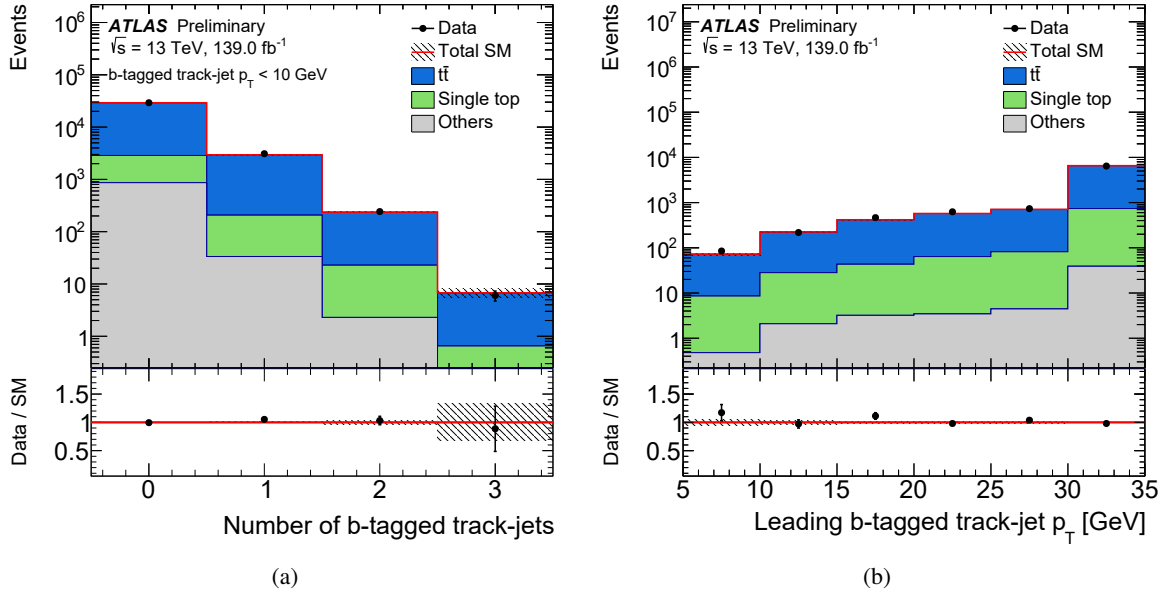 Events
10⁶
10⁵
10⁴
10³
10²
10
1
ATLAS Preliminary
√s = 13 TeV, 139.0 fb⁻¹
b-tagged track-jet p_T < 10 GeV
Data
Total SM
tt̄
Single top
Others
Data / SM
1.5
1
0.5
0 1 2 3
Number of b-tagged track-jets
(a)
Events
10⁷
10⁶
10⁵
10⁴
10³
10²
10
1
ATLAS Preliminary
√s = 13 TeV, 139.0 fb⁻¹
Data
Total SM
tt̄
Single top
Others
Data / SM
1.5
1
0.5
5 10 15 20 25 30 35
Leading b-tagged track-jet p_T [GeV]
(b)